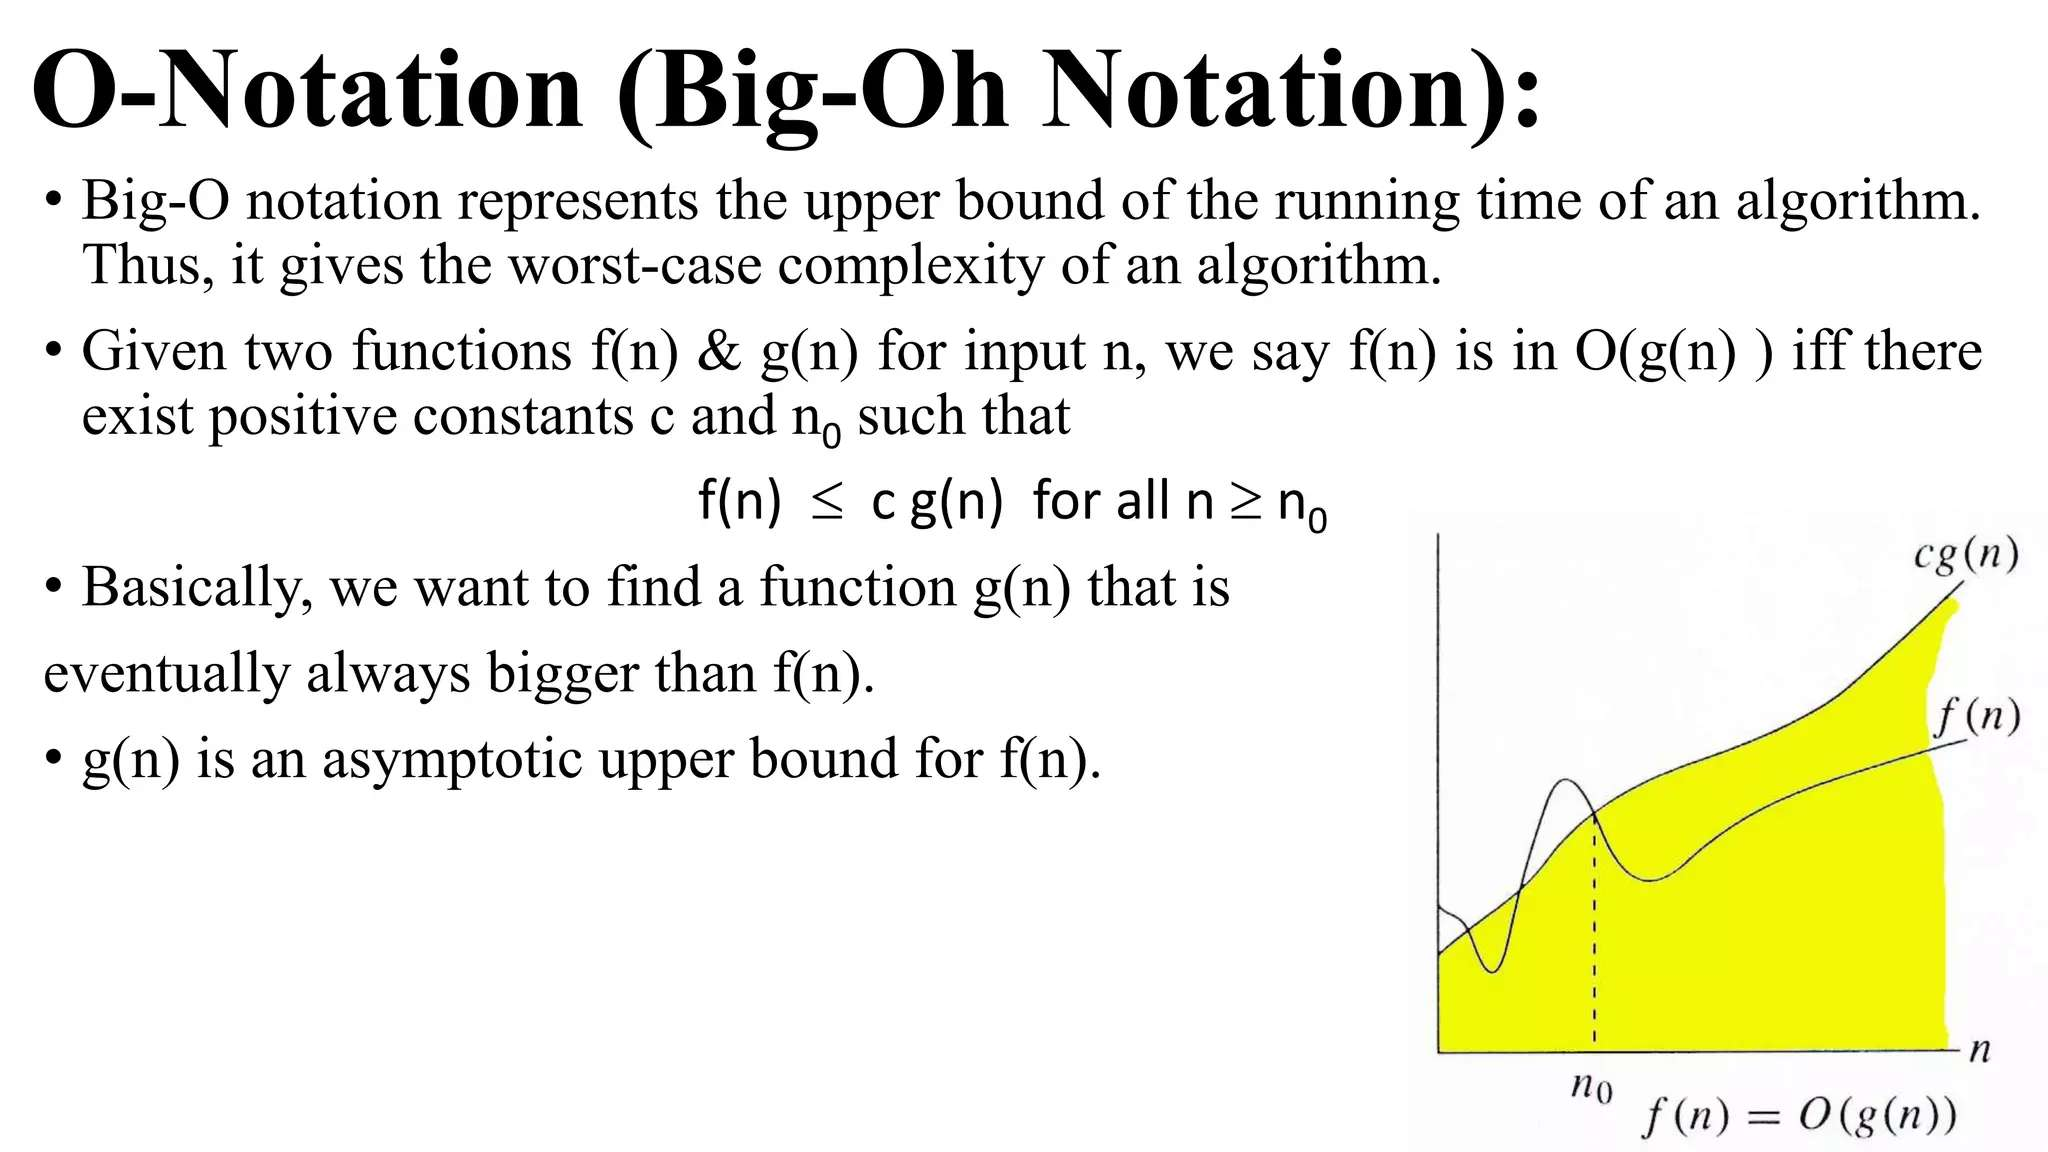 O-Notation (Big-Oh Notation):
• Big-O notation represents the upper bound of the running time of an algorithm.
Thus, it gives the worst-case complexity of an algorithm.
• Given two functions f(n) & g(n) for input n, we say f(n) is in O(g(n) ) iff there
exist positive constants c and n₀ such that
f(n) ≤ c g(n) for all n ≥ n₀
• Basically, we want to find a function g(n) that is
eventually always bigger than f(n).
• g(n) is an asymptotic upper bound for f(n).
cg(n)
f(n)
n
n₀
f(n) = O(g(n))